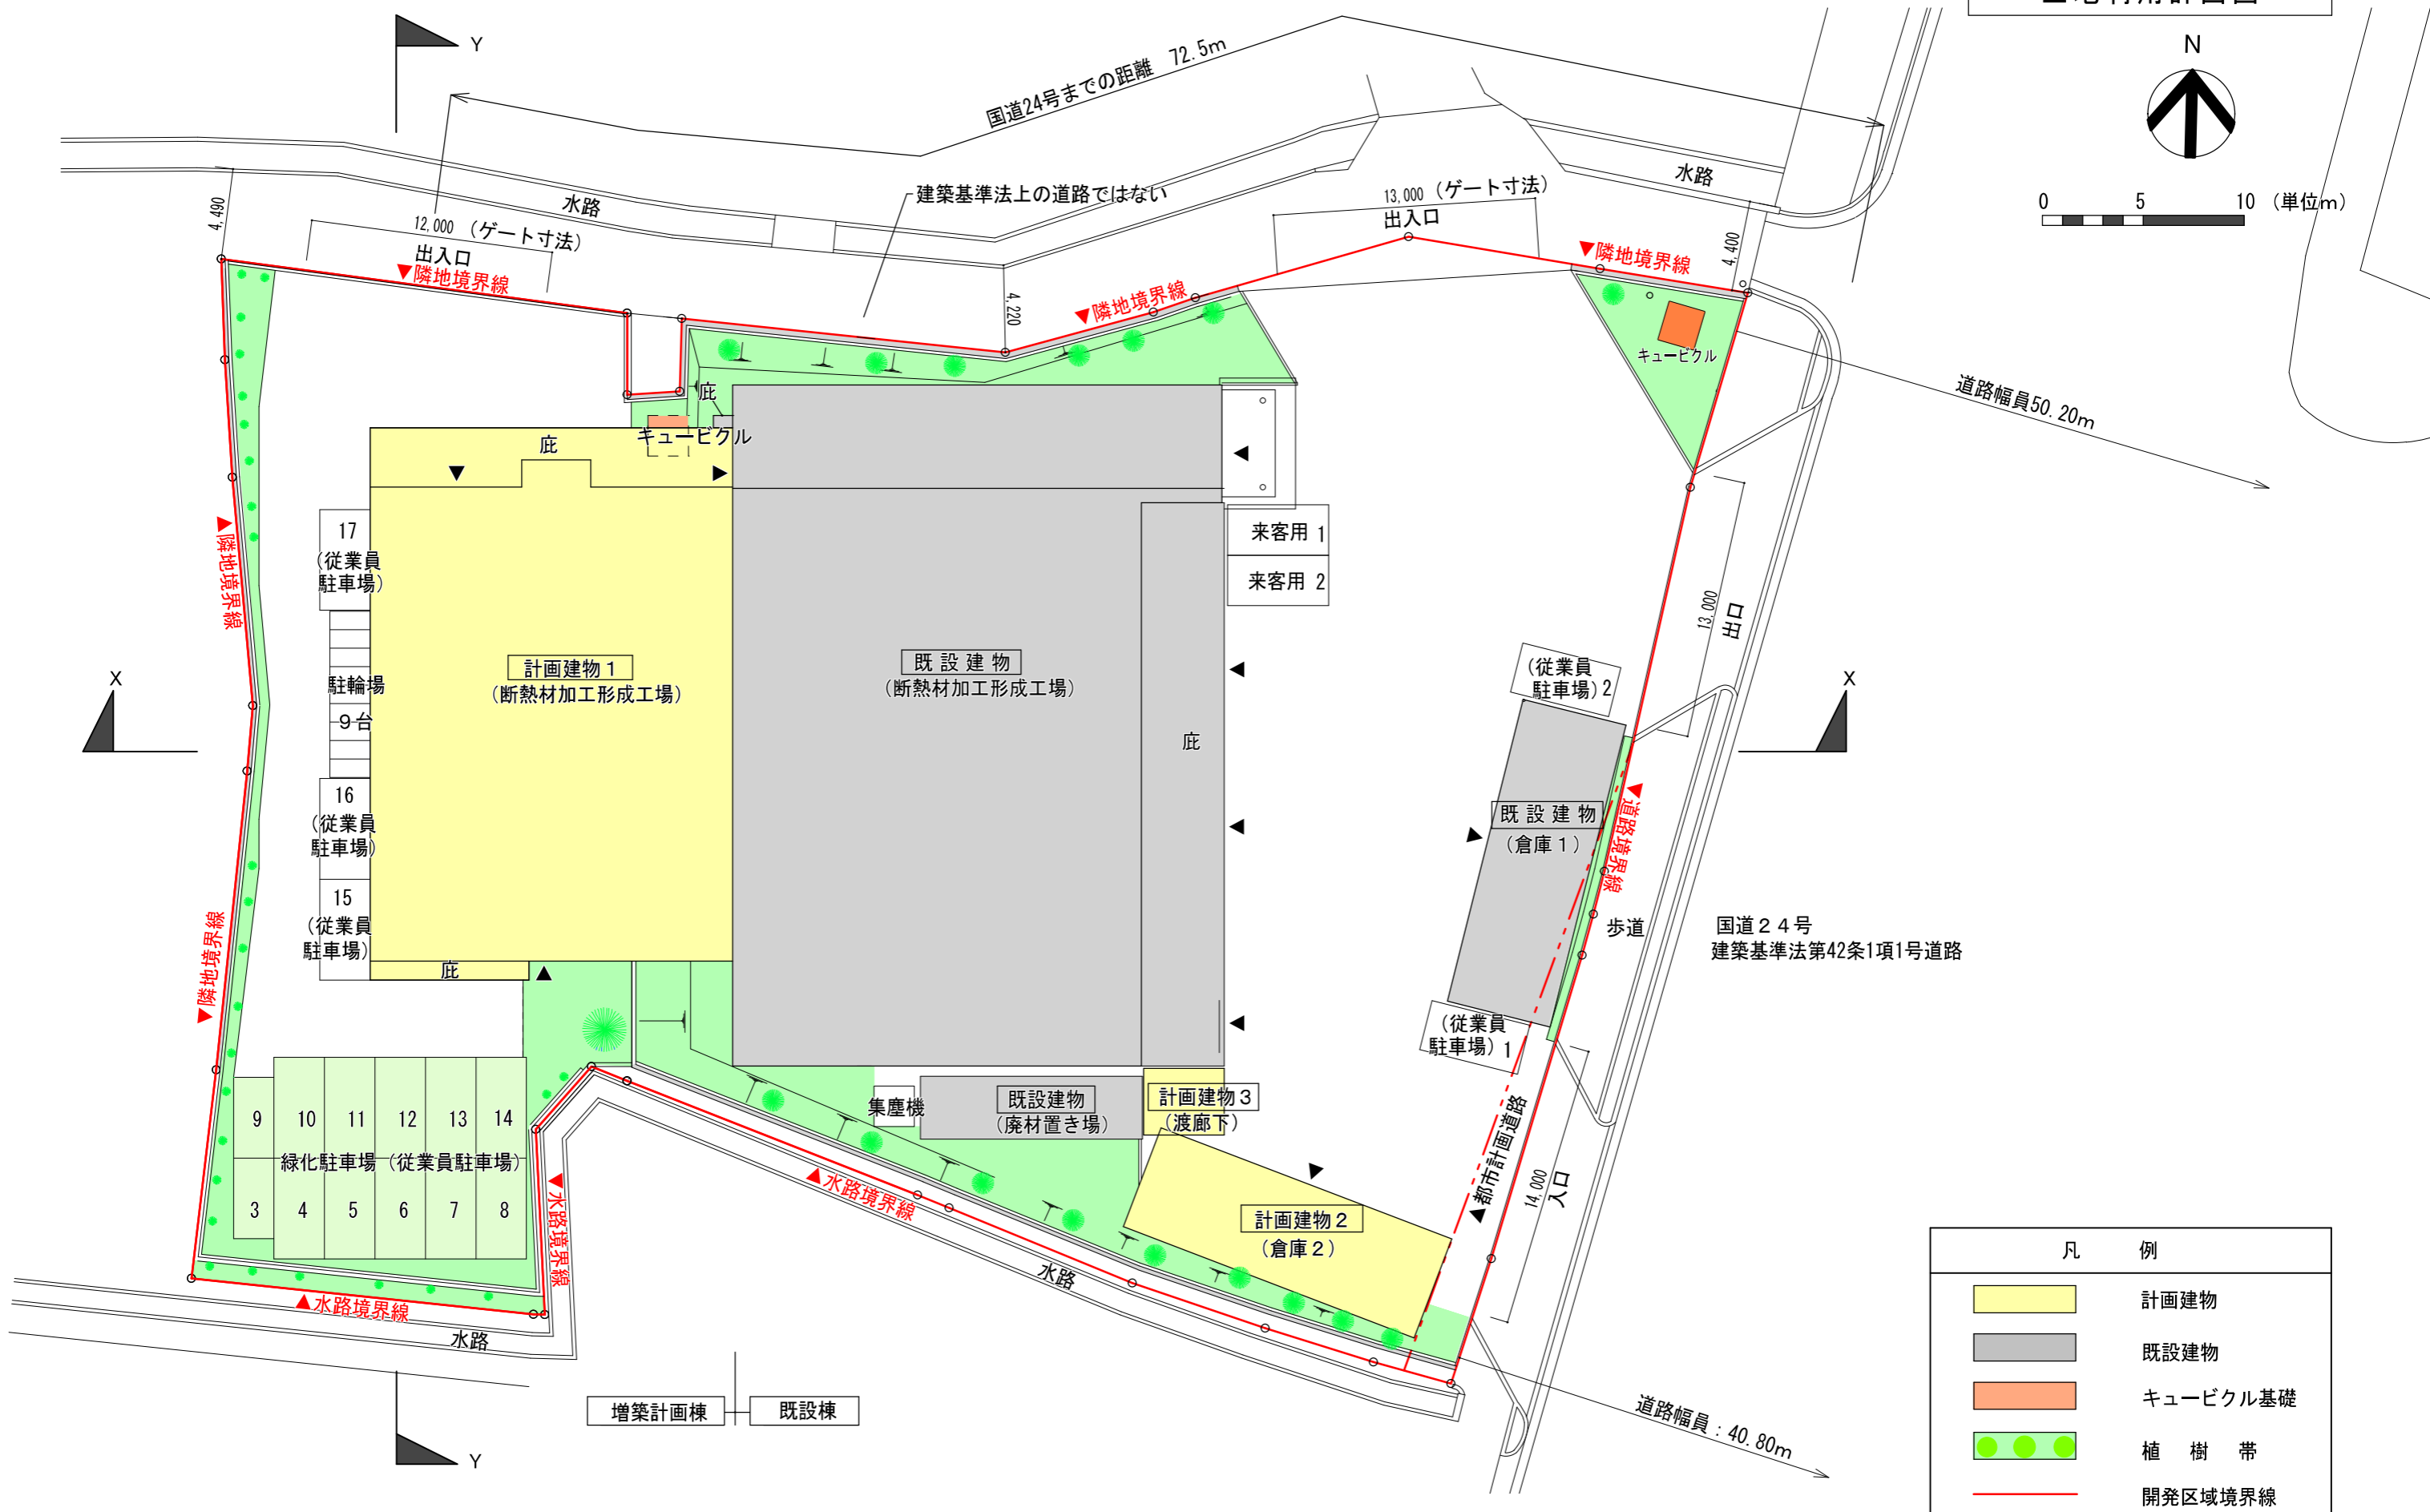 Y
国道24号までの距離　72.5m
N
0 5 10 （単位m）
水路
水路
建築基準法上の道路ではない
13,000（ゲート寸法）
出入口
4,490
12,000（ゲート寸法）
出入口
▼隣地境界線
▼隣地境界線
4,400
4,220
▼隣地境界線
キュービクル
道路幅員50.20m
庇
キュービクル
庇
17
（従業員
駐車場）
来客用 1
来客用 2
▼隣地境界線
13,000
出口
X
駐輪場
9台
計画建物１
（断熱材加工形成工場）
既 設 建 物
（断熱材加工形成工場）
庇
（従業員
駐車場）2
X
16
（従業員
駐車場）
既 設 建 物
（倉庫１）
▼道路境界線
15
（従業員
駐車場）
▼隣地境界線
庇
歩道
国道２４号
建築基準法第42条1項1号道路
（従業員
駐車場）1
9 10 11 12 13 14
緑化駐車場（従業員駐車場）
3 4 5 6 7 8
集塵機
既設建物
（廃材置き場）
計画建物３
（渡廊下）
▲都市計画道路
14,000
入口
▲水路境界線
▲水路境界線
計画建物２
（倉庫２）
水路
▲水路境界線
水路
増築計画棟
既設棟
道路幅員：40.80m
Y
凡　例
計画建物
既設建物
キュービクル基礎
植　樹　帯
開発区域境界線